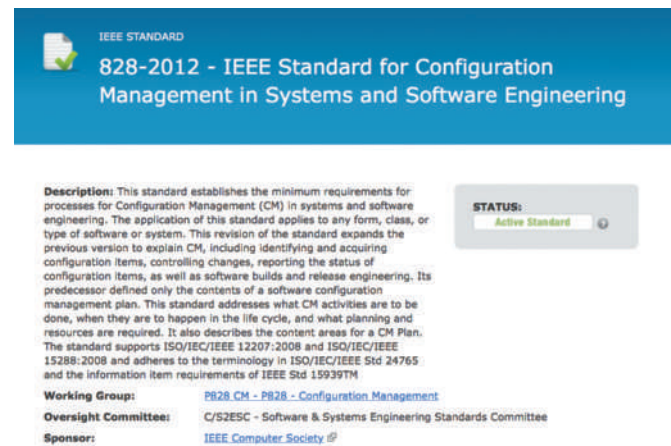 IEEE STANDARD
828-2012 - IEEE Standard for Configuration
Management in Systems and Software Engineering
Description: This standard establishes the minimum requirements for
processes for Configuration Management (CM) in systems and software
engineering. The application of this standard applies to any form, class, or
type of software or system. This revision of the standard expands the
previous version to explain CM, including identifying and acquiring
configuration items, controlling changes, reporting the status of
configuration items, as well as software builds and release engineering. Its
predecessor defined only the contents of a software configuration
management plan. This standard addresses what CM activities are to be
done, when they are to happen in the life cycle, and what planning and
resources are required. It also describes the content areas for a CM Plan.
The standard supports ISO/IEC/IEEE 12207:2008 and ISO/IEC/IEEE
15288:2008 and adheres to the terminology in ISO/IEC/IEEE Std 24765
and the information item requirements of IEEE Std 15939TM
STATUS:
Active Standard
Working Group: P828 CM - P828 - Configuration Management
Oversight Committee: C/S2ESC - Software & Systems Engineering Standards Committee
Sponsor: IEEE Computer Society